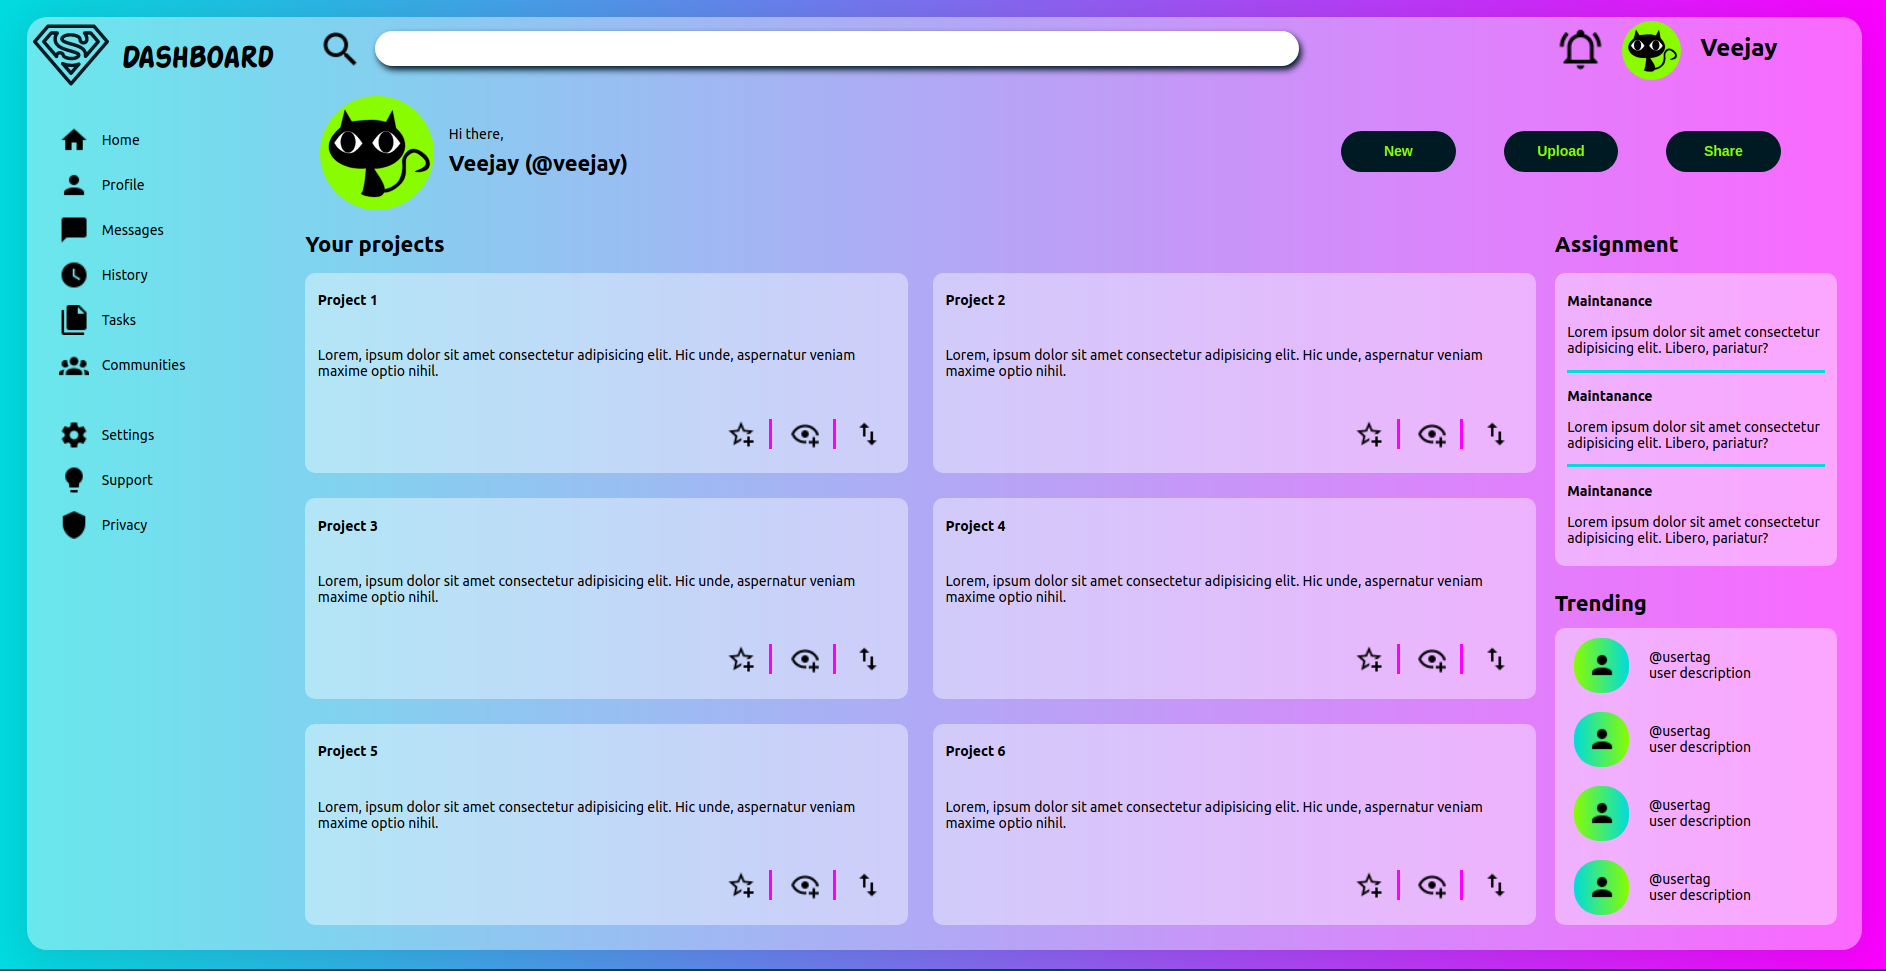 DASHBOARD
Veejay
Home
Profile
Messages
History
Tasks
Communities
Settings
Support
Privacy
Hi there,
Veejay (@veejay)
New
Upload
Share
Your projects
Project 1
Lorem, ipsum dolor sit amet consectetur adipisicing elit. Hic unde, aspernatur veniam
maxime optio nihil.
Project 2
Lorem, ipsum dolor sit amet consectetur adipisicing elit. Hic unde, aspernatur veniam
maxime optio nihil.
Project 3
Lorem, ipsum dolor sit amet consectetur adipisicing elit. Hic unde, aspernatur veniam
maxime optio nihil.
Project 4
Lorem, ipsum dolor sit amet consectetur adipisicing elit. Hic unde, aspernatur veniam
maxime optio nihil.
Project 5
Lorem, ipsum dolor sit amet consectetur adipisicing elit. Hic unde, aspernatur veniam
maxime optio nihil.
Project 6
Lorem, ipsum dolor sit amet consectetur adipisicing elit. Hic unde, aspernatur veniam
maxime optio nihil.
Assignment
Maintanance
Lorem ipsum dolor sit amet consectetur
adipisicing elit. Libero, pariatur?
Maintanance
Lorem ipsum dolor sit amet consectetur
adipisicing elit. Libero, pariatur?
Maintanance
Lorem ipsum dolor sit amet consectetur
adipisicing elit. Libero, pariatur?
Trending
@usertag
user description
@usertag
user description
@usertag
user description
@usertag
user description